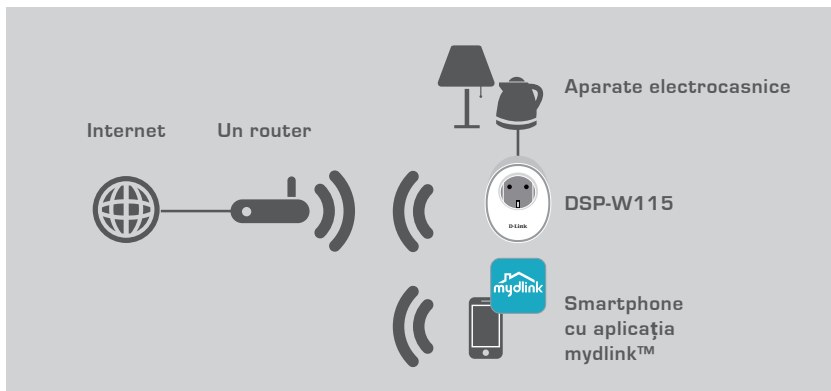 Aparate electrocasnice
Internet
Un router
DSP-W115
D-Link
mydlink
Smartphone
cu aplicația
mydlink™